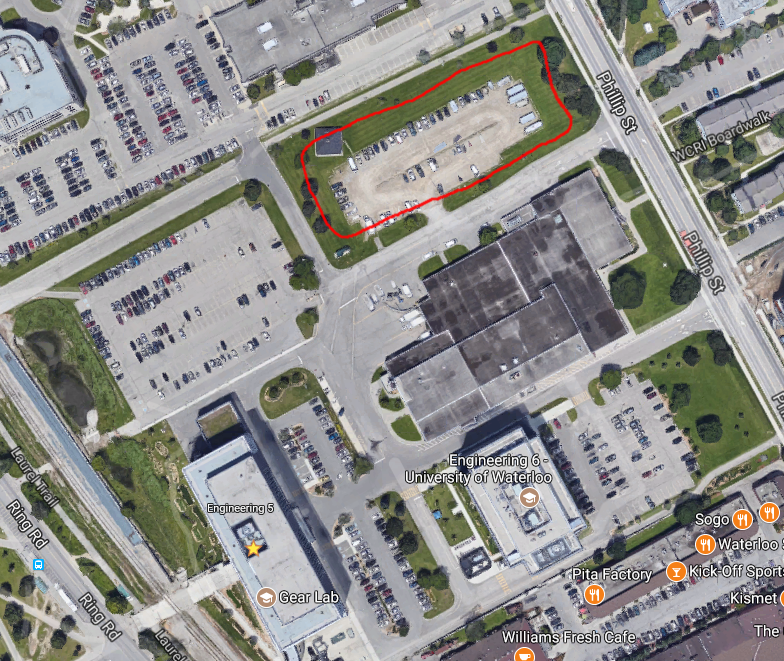 Phillip St
WCRI Boardwalk
Phillip St
Laurel Trail
Ring Rd
Engineering 6 -
University of Waterloo
Engineering 5
Sogo
Waterloo S
Gear Lab
Pita Factory
Kick Off Sport
Kismet
Ring Rd
Laurel
Williams Fresh Cafe
The